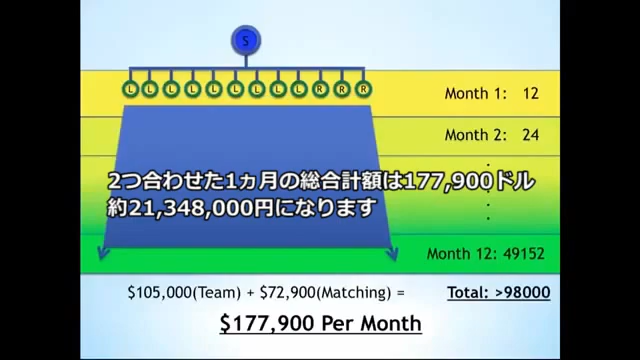 S
L L L L L L L L L R R R
Month 1: 12
Month 2: 24
2つ合わせた1ヵ月の総合計額は177,900ドル
約21,348,000円になります
Month 12: 49152
$105,000(Team) + $72,900(Matching) = Total: >98000
$177,900 Per Month